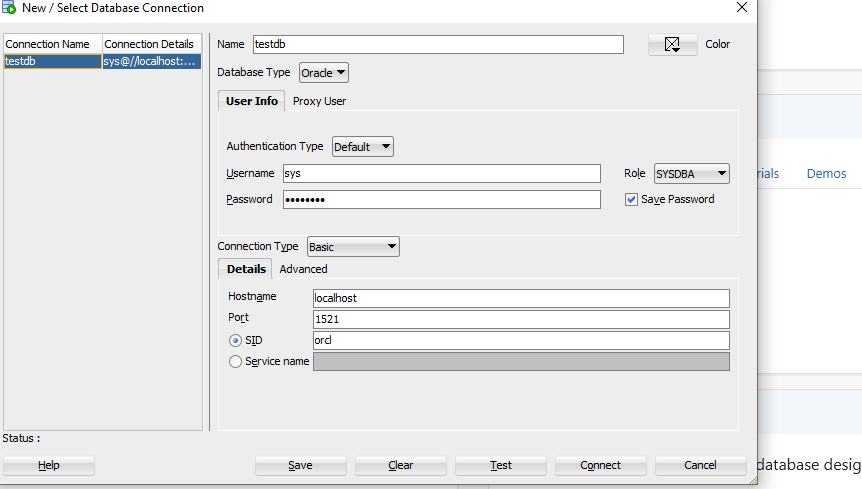 New / Select Database Connection
Connection Name Connection Details
testdb sys@//localhost:...
Name testdb Color
Database Type Oracle
User Info Proxy User
Authentication Type Default
Username sys Role SYSDBA
Password •••••••• Save Password
Connection Type Basic
Details Advanced
Hostname localhost
Port 1521
SID orcl
Service name
Status :
Help Save Clear Test Connect Cancel
rials Demos
database desig